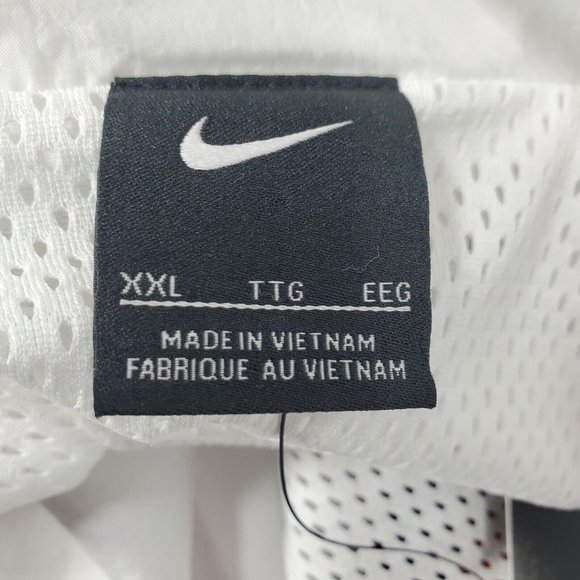 XXL TTG EEG
MADE IN VIETNAM
FABRIQUE AU VIETNAM